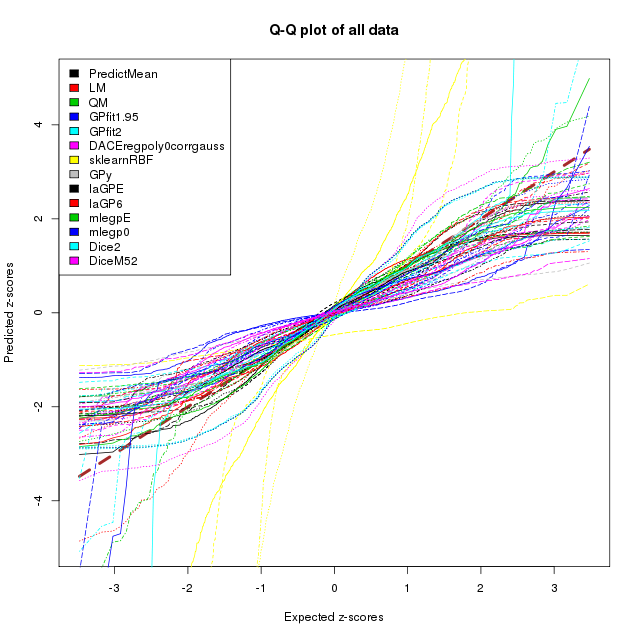 Q-Q plot of all data
PredictMean
LM
QM
GPfit1.95
GPfit2
DACEregpoly0corrgauss
sklearnRBF
GPy
laGPE
laGP6
mlegpE
mlegp0
Dice2
DiceM52
4
2
0
-2
-4
Predicted z-scores
-3
-2
-1
0
1
2
3
Expected z-scores